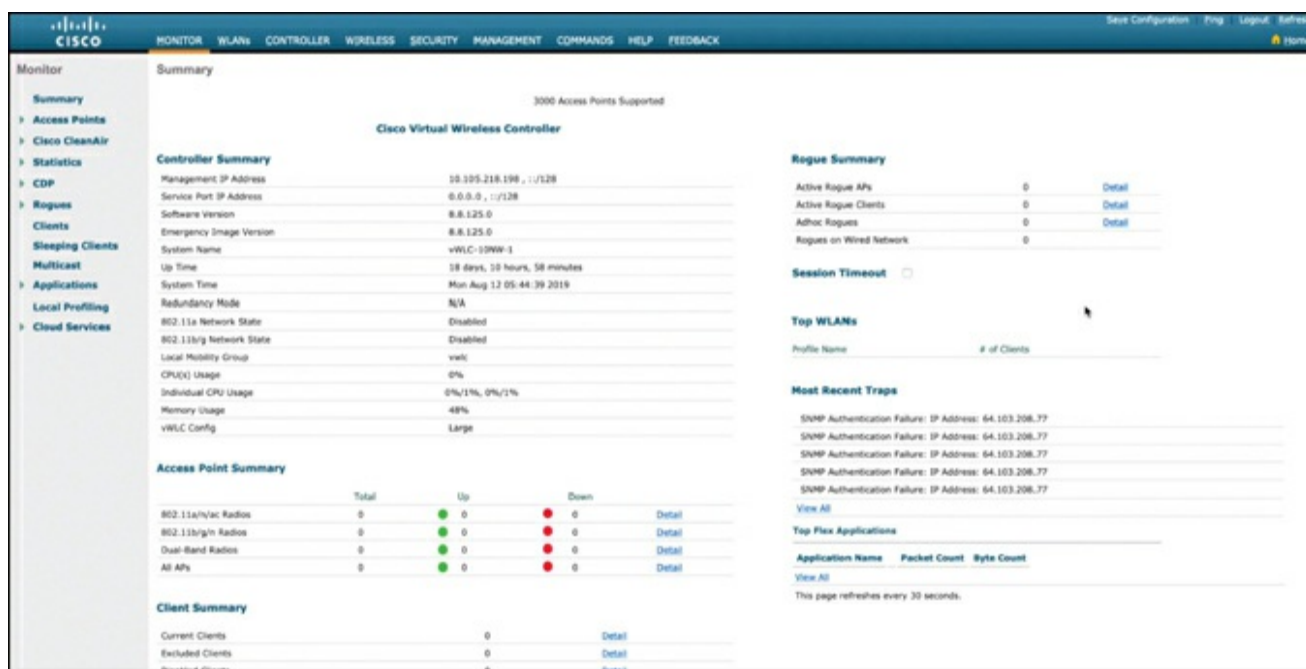 Save Configuration | Ping | Logout | Refres
CISCO
MONITOR WLANs CONTROLLER WIRELESS SECURITY MANAGEMENT COMMANDS HELP FEEDBACK
Hom
Monitor
Summary
Access Points
Cisco CleanAir
Statistics
CDP
Rogues
Clients
Sleeping Clients
Multicast
Applications
Local Profiling
Cloud Services
Summary
3000 Access Points Supported
Cisco Virtual Wireless Controller
Controller Summary
Management IP Address 10.105.218.198 , ::/128
Service Port IP Address 0.0.0.0 , ::/128
Software Version 8.8.125.0
Emergency Image Version 8.8.125.0
System Name vWLC-10NW-1
Up Time 18 days, 10 hours, 58 minutes
System Time Mon Aug 12 05:44:39 2019
Redundancy Mode N/A
802.11a Network State Disabled
802.11b/g Network State Disabled
Local Mobility Group vwlc
CPU(s) Usage 0%
Individual CPU Usage 0%/1%, 0%/1%
Memory Usage 48%
vWLC Config Large
Access Point Summary
Total Up Down
802.11a/n/ac Radios 0 0 0 Detail
802.11b/g/n Radios 0 0 0 Detail
Dual-Band Radios 0 0 0 Detail
All APs 0 0 0 Detail
Client Summary
Current Clients 0 Detail
Excluded Clients 0 Detail
Disabled Clients 0 Detail
Rogue Summary
Active Rogue APs 0 Detail
Active Rogue Clients 0 Detail
Adhoc Rogues 0 Detail
Rogues on Wired Network 0
Session Timeout
Top WLANs
Profile Name # of Clients
Most Recent Traps
SNMP Authentication Failure: IP Address: 64.103.208.77
SNMP Authentication Failure: IP Address: 64.103.208.77
SNMP Authentication Failure: IP Address: 64.103.208.77
SNMP Authentication Failure: IP Address: 64.103.208.77
SNMP Authentication Failure: IP Address: 64.103.208.77
View All
Top Flex Applications
Application Name Packet Count Byte Count
View All
This page refreshes every 30 seconds.